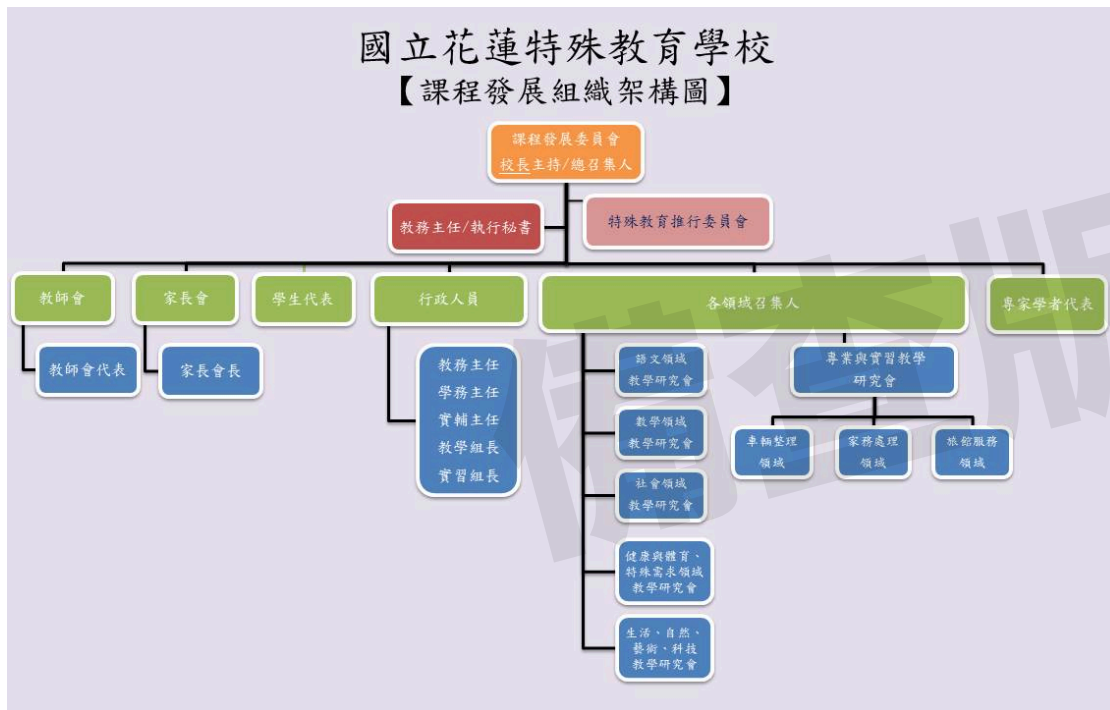 國立花蓮特殊教育學校
【課程發展組織架構圖】
課程發展委員會
校長主持/總召集人
教務主任/執行秘書
特殊教育推行委員會
教師會
家長會
學生代表
行政人員
各領域召集人
專家學者代表
教師會代表
家長會長
教務主任
學務主任
實輔主任
教學組長
實習組長
語文領域
教學研究會
數學領域
教學研究會
社會領域
教學研究會
健康與體育、
特殊需求領域
教學研究會
生活、自然、
藝術、科技
教學研究會
專業與實習教學
研究會
車輛整理
領域
家務處理
領域
旅館服務
領域
備查版